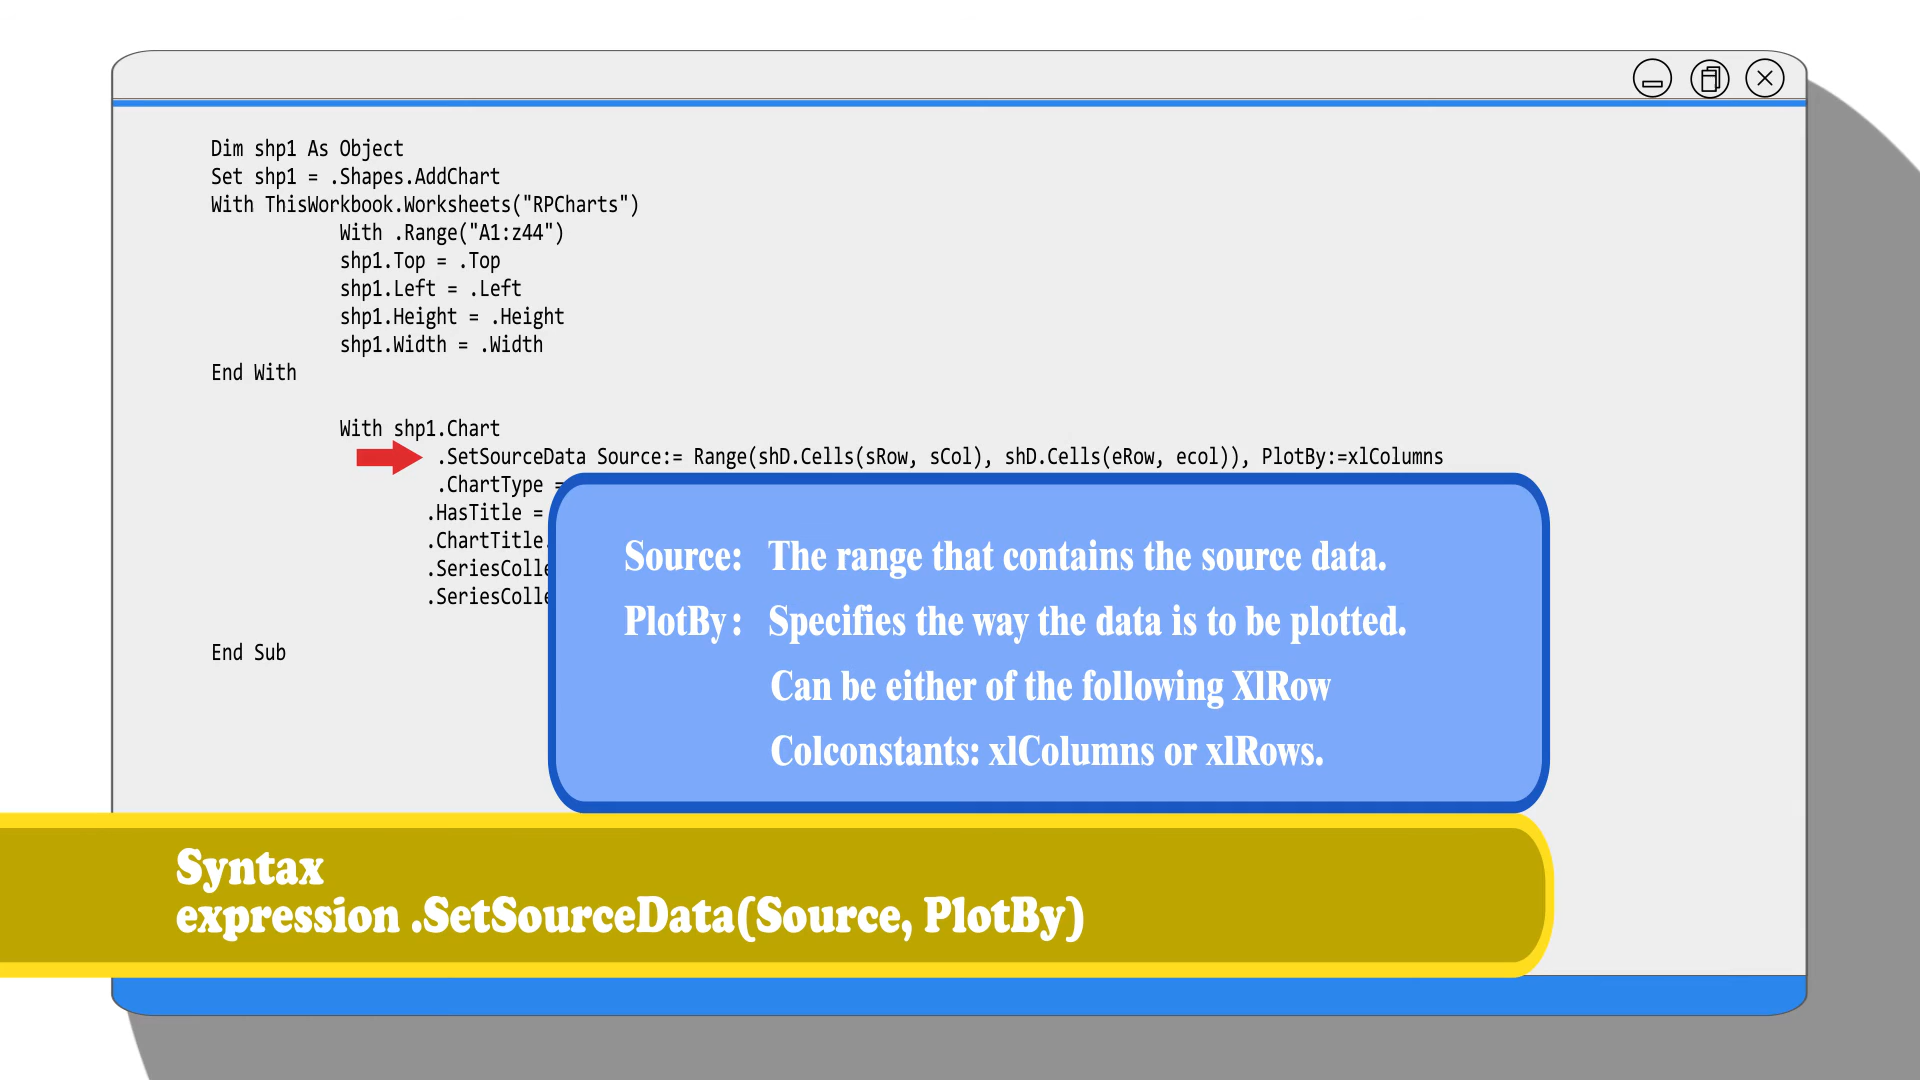 Dim shp1 As Object
Set shp1 = .Shapes.AddChart
With ThisWorkbook.Worksheets("RPCharts")
With .Range("A1:z44")
shp1.Top = .Top
shp1.Left = .Left
shp1.Height = .Height
shp1.Width = .Width
End With
With shp1.Chart
.SetSourceData Source:= Range(shD.Cells(sRow, sCol), shD.Cells(eRow, ecol)), PlotBy:=xlColumns
.ChartType =
.HasTitle =
.ChartTitle.
.SeriesColle
.SeriesColle
End Sub
Source: The range that contains the source data.
PlotBy: Specifies the way the data is to be plotted.
Can be either of the following XlRow
Colconstants: xlColumns or xlRows.
Syntax
expression .SetSourceData(Source, PlotBy)